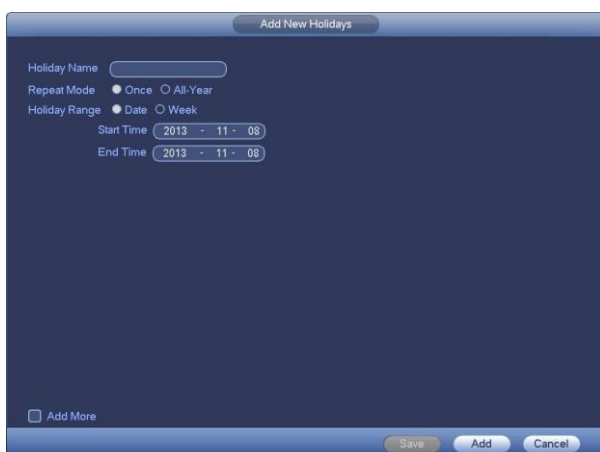 Add New Holidays
Holiday Name
Repeat Mode Once All-Year
Holiday Range Date Week
Start Time 2013 - 11 - 08
End Time 2013 - 11 - 08
Add More
Save Add Cancel